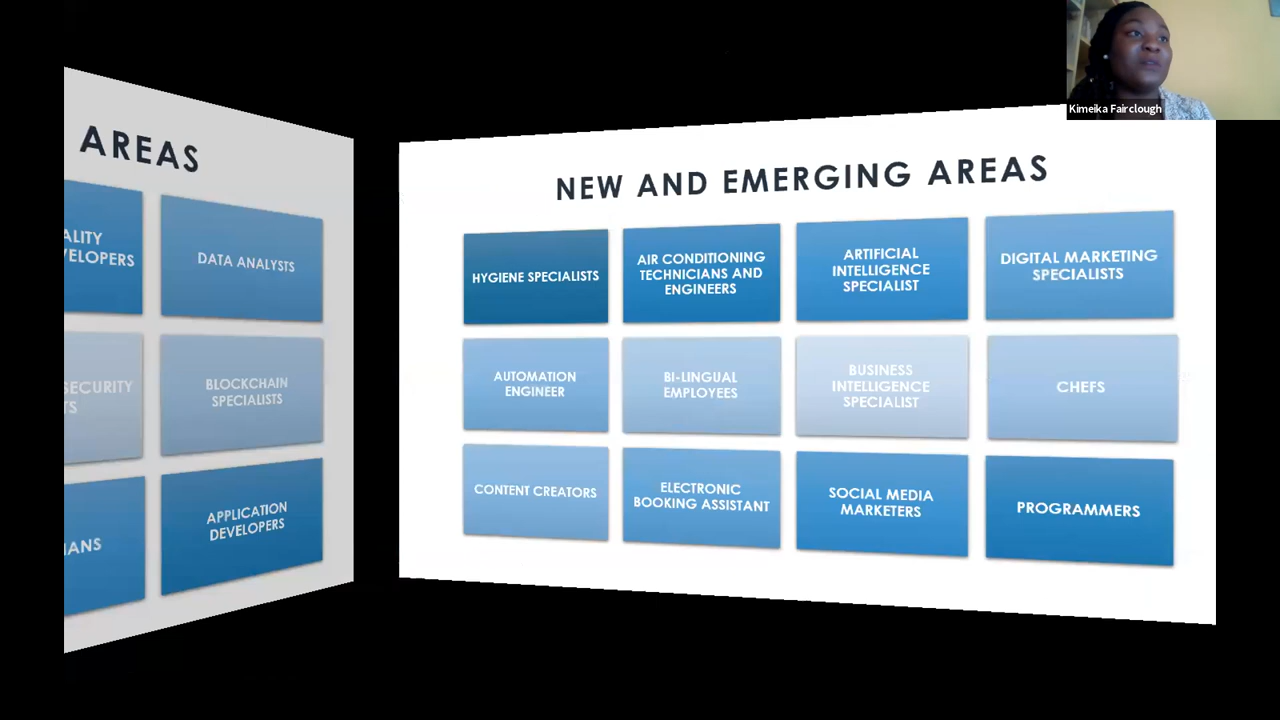 Kimeika Fairclough
AREAS
ALITY
VELOPERS
DATA ANALYSTS
SECURITY
TS
BLOCKCHAIN
SPECIALISTS
IANS
APPLICATION
DEVELOPERS
NEW AND EMERGING AREAS
HYGIENE SPECIALISTS
AIR CONDITIONING
TECHNICIANS AND
ENGINEERS
ARTIFICIAL
INTELLIGENCE
SPECIALIST
DIGITAL MARKETING
SPECIALISTS
AUTOMATION
ENGINEER
BI-LINGUAL
EMPLOYEES
BUSINESS
INTELLIGENCE
SPECIALIST
CHEFS
CONTENT CREATORS
ELECTRONIC
BOOKING ASSISTANT
SOCIAL MEDIA
MARKETERS
PROGRAMMERS